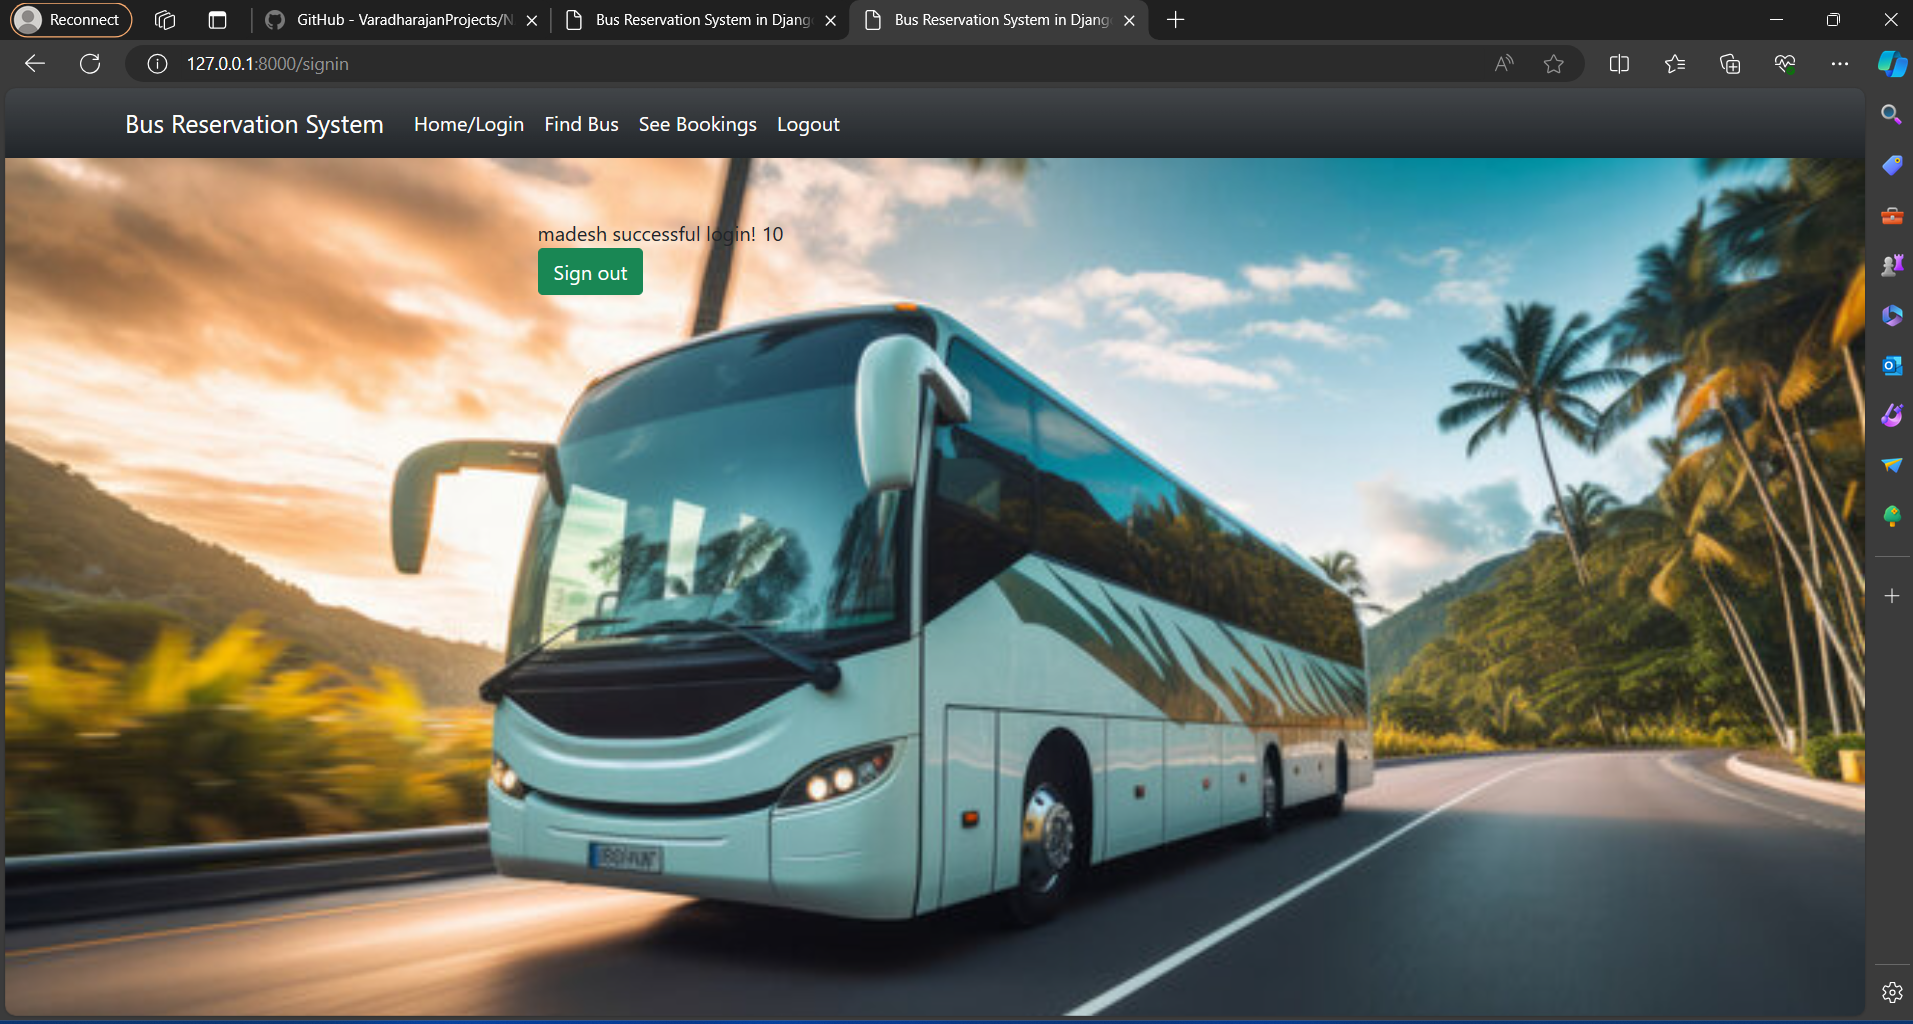 Reconnect
GitHub - VaradharajanProjects/N
Bus Reservation System in Djang
Bus Reservation System in Djang
127.0.0.1:8000/signin
Bus Reservation System
Home/Login
Find Bus
See Bookings
Logout
madesh successful login! 10
Sign out